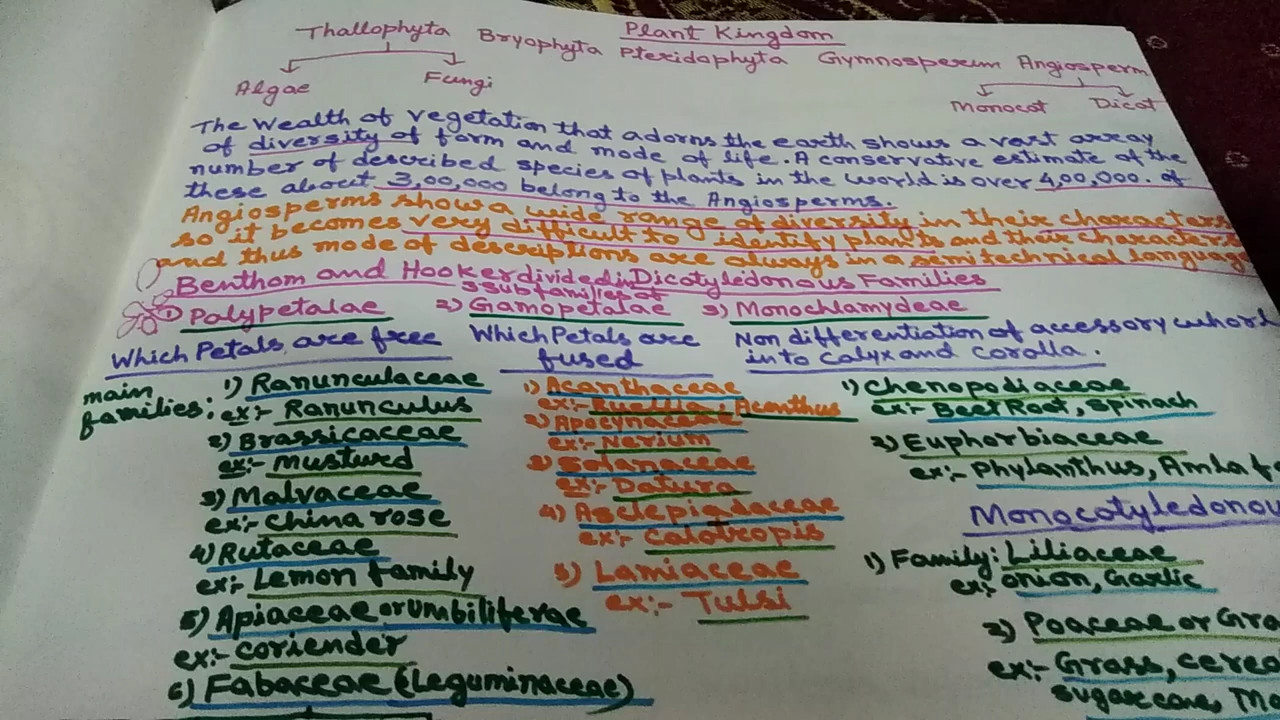 Plant Kingdom
Thallophyta Bryophyta Pteridophyta Gymnosperum Angiosperm
Algae Fungi Monocot Dicot
The Wealth of vegetation that adorns the earth shows a vast array
of diversity of form and mode of life. A conservative estimate of the
number of described species of plants in the world is over 4,00,000. of
these about 3,00,000 belong to the Angiosperms.
Angiosperms show a wide range of diversity in their characters
so it becomes very difficult to identify plants and their characters
and thus mode of descriptions are always in a semi technical language
Benthom and Hooker divided in Dicotyledonous Families
3 sub families of
1) Polypetalae 2) Gamopetalae 3) Monochlamydeae
Which Petals are free
Which Petals are
fused
Non differentiation of accessory whorl
into calyx and corolla.
main
families:
1) Ranunculaceae
ex:- Ranunculus
2) Brassicaceae
ex:- musturd
3) Malvaceae
ex:- China rose
4) Rutaceae
ex:- Lemon family
5) Apiaceae or umbiliferae
ex:- coriender
6) Fabaceae (Leguminaceae)
1) Acanthaceae
ex:- Ruellia, Acanthus
2) Apocynaceae
ex:- Nerium
3) Solanaceae
ex:- Datura
4) Asclepiadaceae
ex:- Calotropis
5) Lamiaceae
ex:- Tulsi
1) Chenopodiaceae
ex:- Beet Root, Spinach
2) Euphorbiaceae
ex:- Phylanthus, Amla
Monocotyledonou
1) Family: Liliaceae
ex:- onion, Garlic
2) Poaceae or Gra
ex:- Grass, cerea
sugarcane, Ma